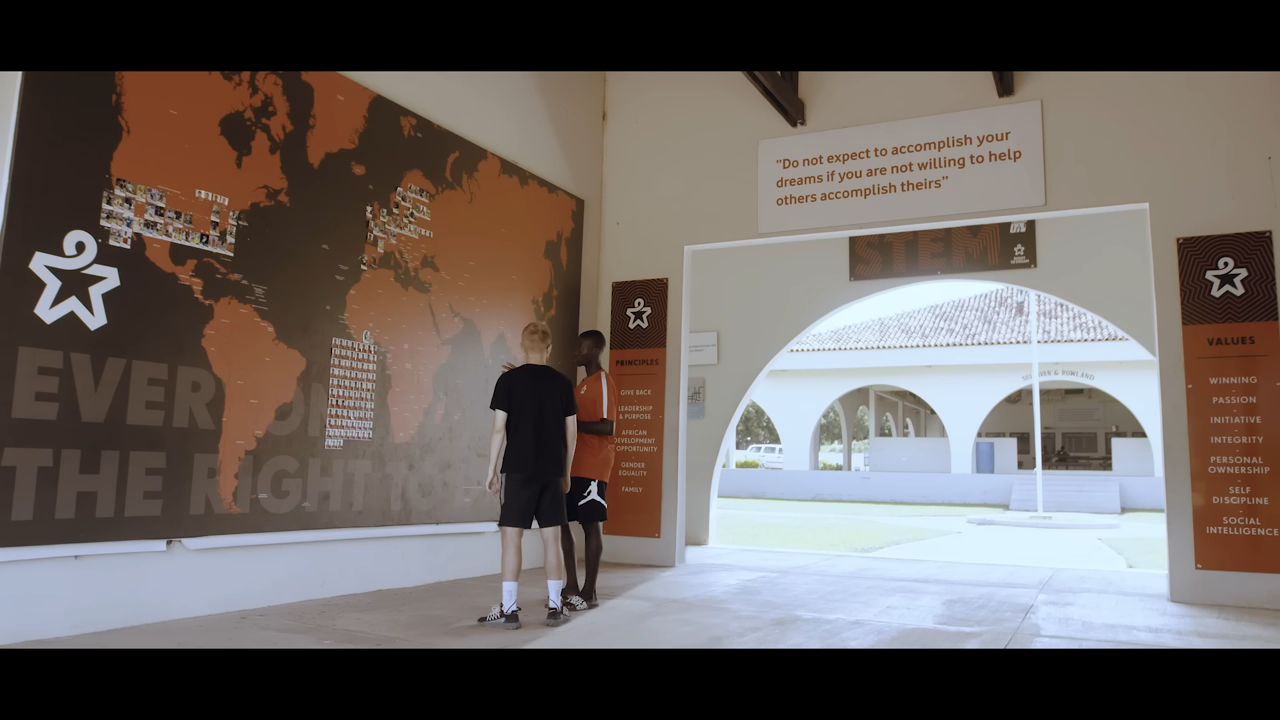 "Do not expect to accomplish your
dreams if you are not willing to help
others accomplish theirs"
STEM
EVERYONE
THE RIGHT TO
PRINCIPLES
GIVE BACK
LEADERSHIP
& PURPOSE
AFRICAN
DEVELOPMENT
OPPORTUNITY
GENDER
EQUALITY
FAMILY
& ROWLAND
VALUES
WINNING
PASSION
INITIATIVE
INTEGRITY
PERSONAL
OWNERSHIP
SELF
DISCIPLINE
SOCIAL
INTELLIGENCE